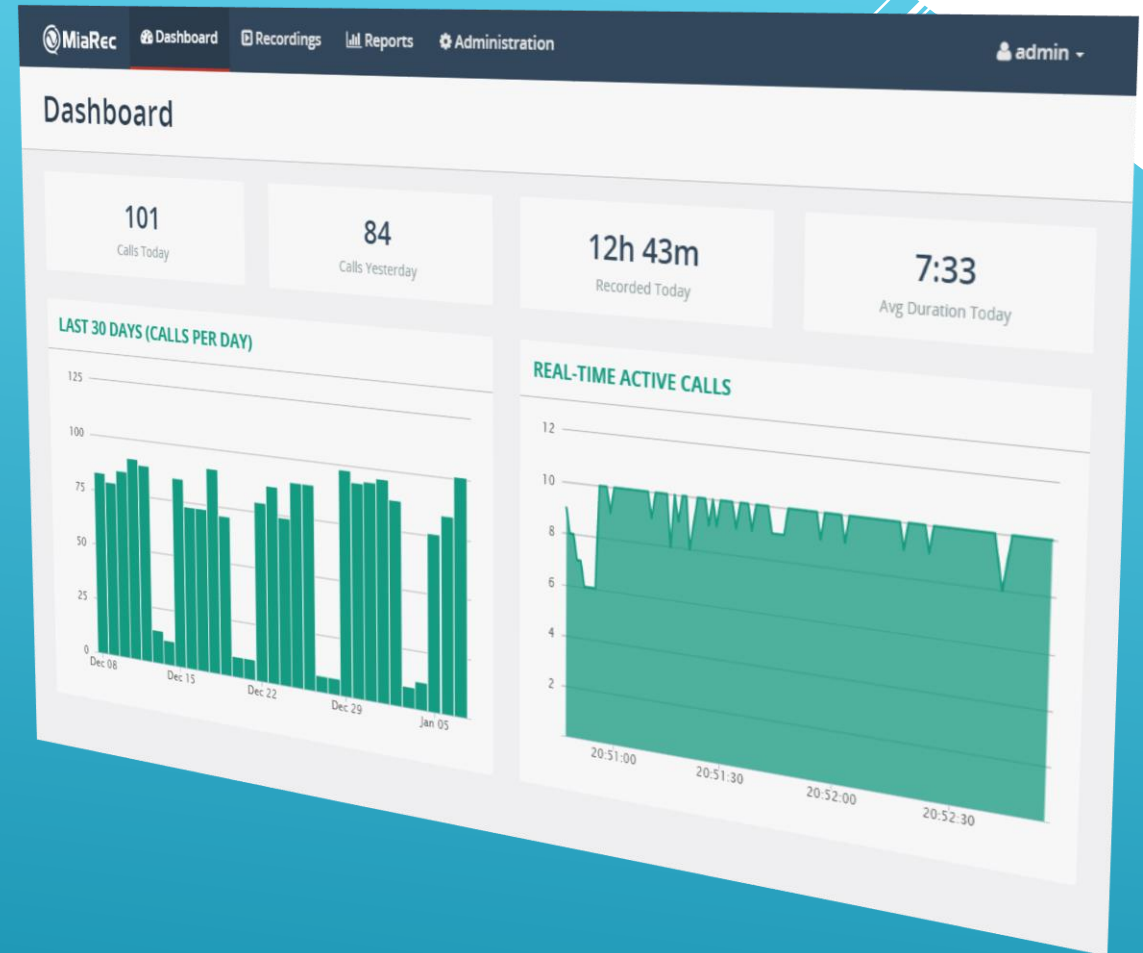 MiaRec Dashboard Recordings Reports Administration admin
Dashboard
101
Calls Today
84
Calls Yesterday
12h 43m
Recorded Today
7:33
Avg Duration Today
LAST 30 DAYS (CALLS PER DAY)
125
100
75
50
25
0
Dec 08 Dec 15 Dec 22 Dec 29 Jan 05
REAL-TIME ACTIVE CALLS
12
10
8
6
4
2
20:51:00 20:51:30 20:52:00 20:52:30